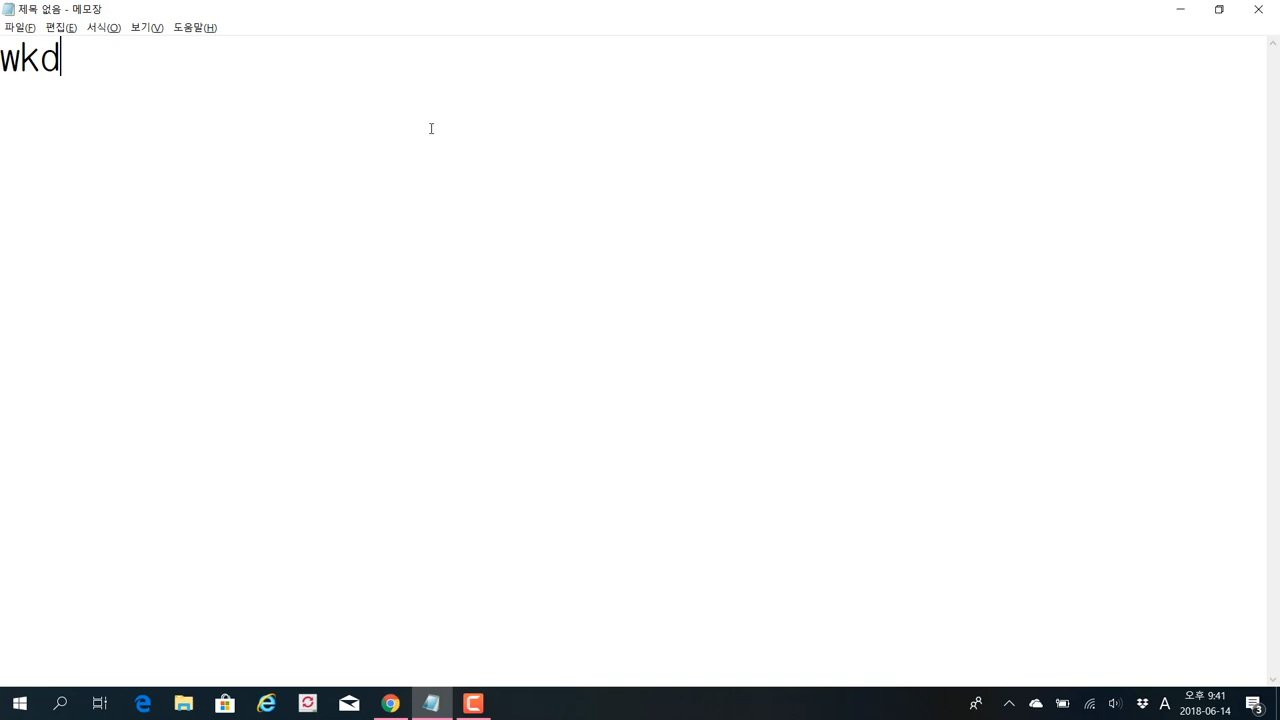 제목 없음 - 메모장
파일(F) 편집(E) 서식(O) 보기(V) 도움말(H)
wkd
A
오후 9:41
2018-06-14
3